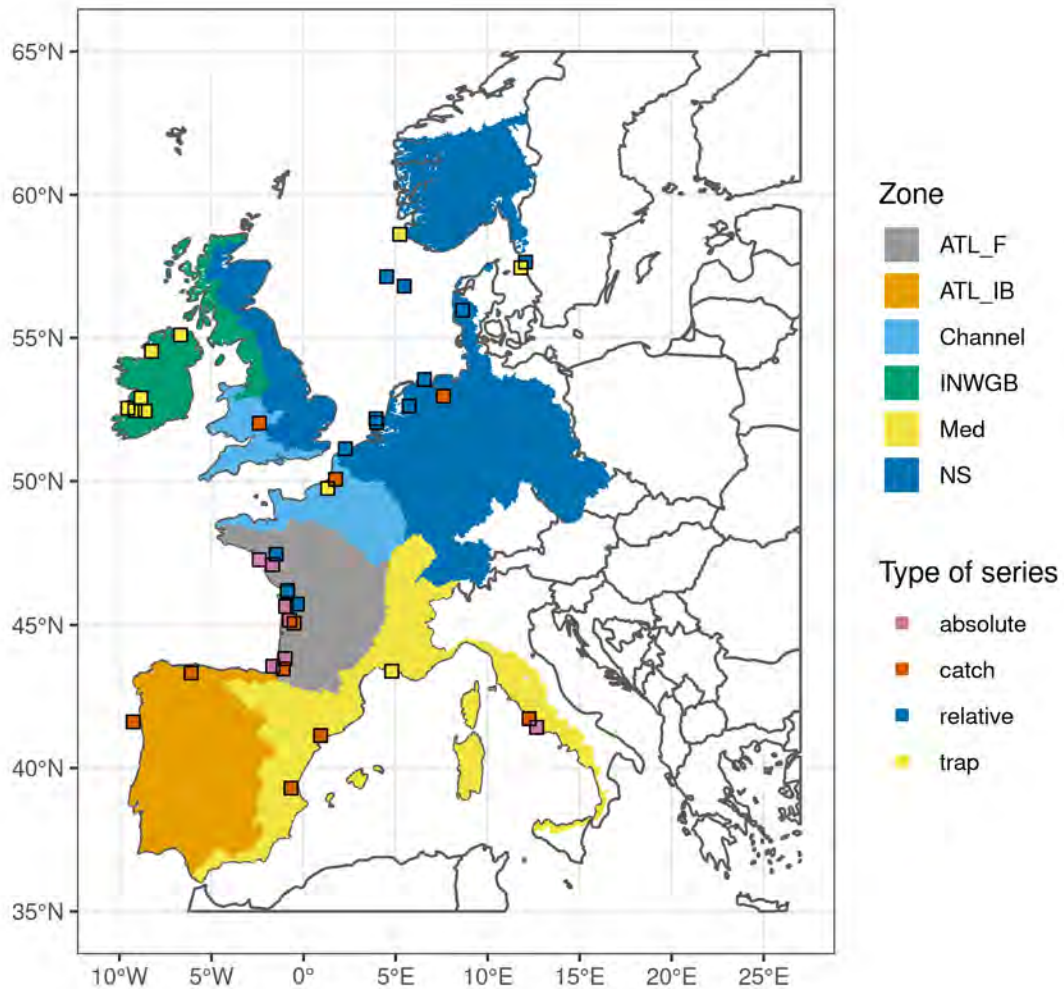 65°N
60°N
55°N
50°N
45°N
40°N
35°N
10°W 5°W 0° 5°E 10°E 15°E 20°E 25°E
Zone
ATL_F
ATL_IB
Channel
INWGB
Med
NS
Type of series
absolute
catch
relative
trap